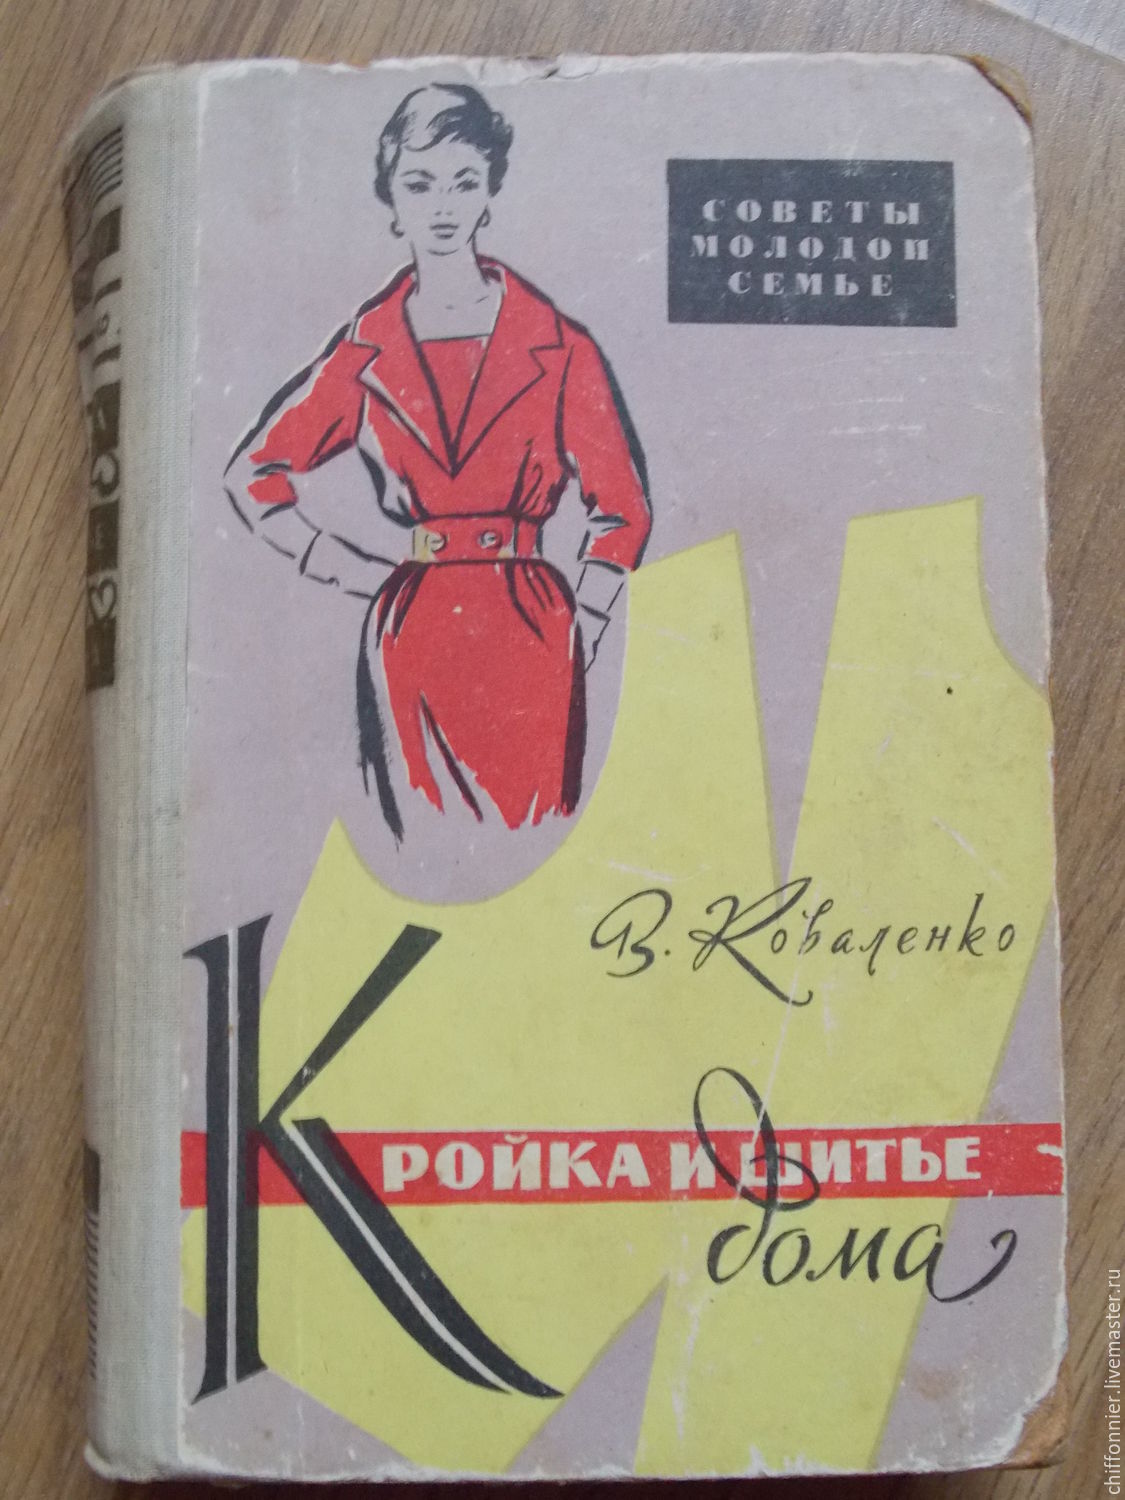 СОВЕТЫ
МОЛОДОЙ
СЕМЬЕ
В. Коваленко
КРОЙКА И ШИТЬЕ
дома
chiffonnier.livemaster.ru